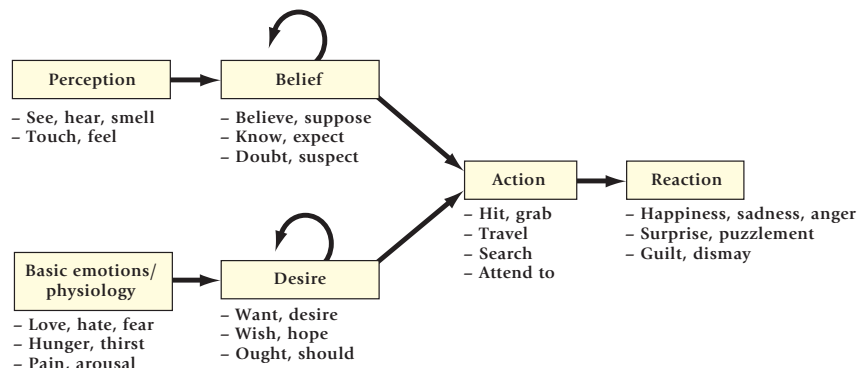 Perception
– See, hear, smell
– Touch, feel
Belief
– Believe, suppose
– Know, expect
– Doubt, suspect
Basic emotions/
physiology
– Love, hate, fear
– Hunger, thirst
– Pain, arousal
Desire
– Want, desire
– Wish, hope
– Ought, should
Action
– Hit, grab
– Travel
– Search
– Attend to
Reaction
– Happiness, sadness, anger
– Surprise, puzzlement
– Guilt, dismay